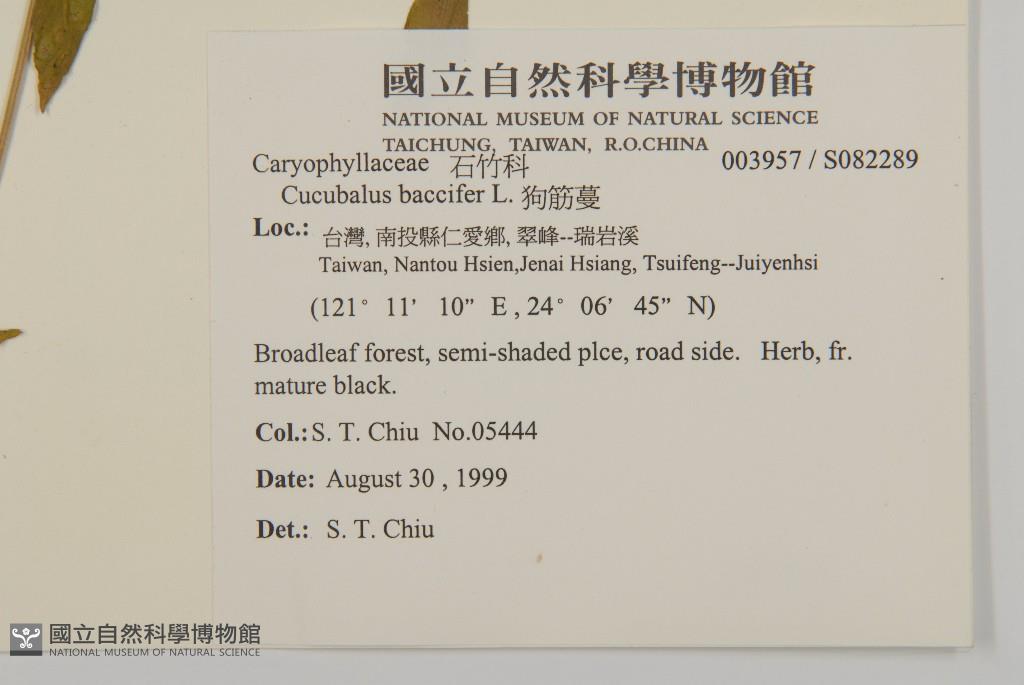 國立自然科學博物館
NATIONAL MUSEUM OF NATURAL SCIENCE
TAICHUNG, TAIWAN, R.O.CHINA
Caryophyllaceae 石竹科 003957 / S082289
Cucubalus baccifer L. 狗筋蔓
Loc.: 台灣, 南投縣仁愛鄉, 翠峰--瑞岩溪
Taiwan, Nantou Hsien,Jenai Hsiang, Tsuifeng--Juiyenhsi
(121° 11’ 10” E , 24° 06’ 45” N)
Broadleaf forest, semi-shaded plce, road side. Herb, fr.
mature black.
Col.: S. T. Chiu No.05444
Date: August 30 , 1999
Det.: S. T. Chiu
國立自然科學博物館
NATIONAL MUSEUM OF NATURAL SCIENCE